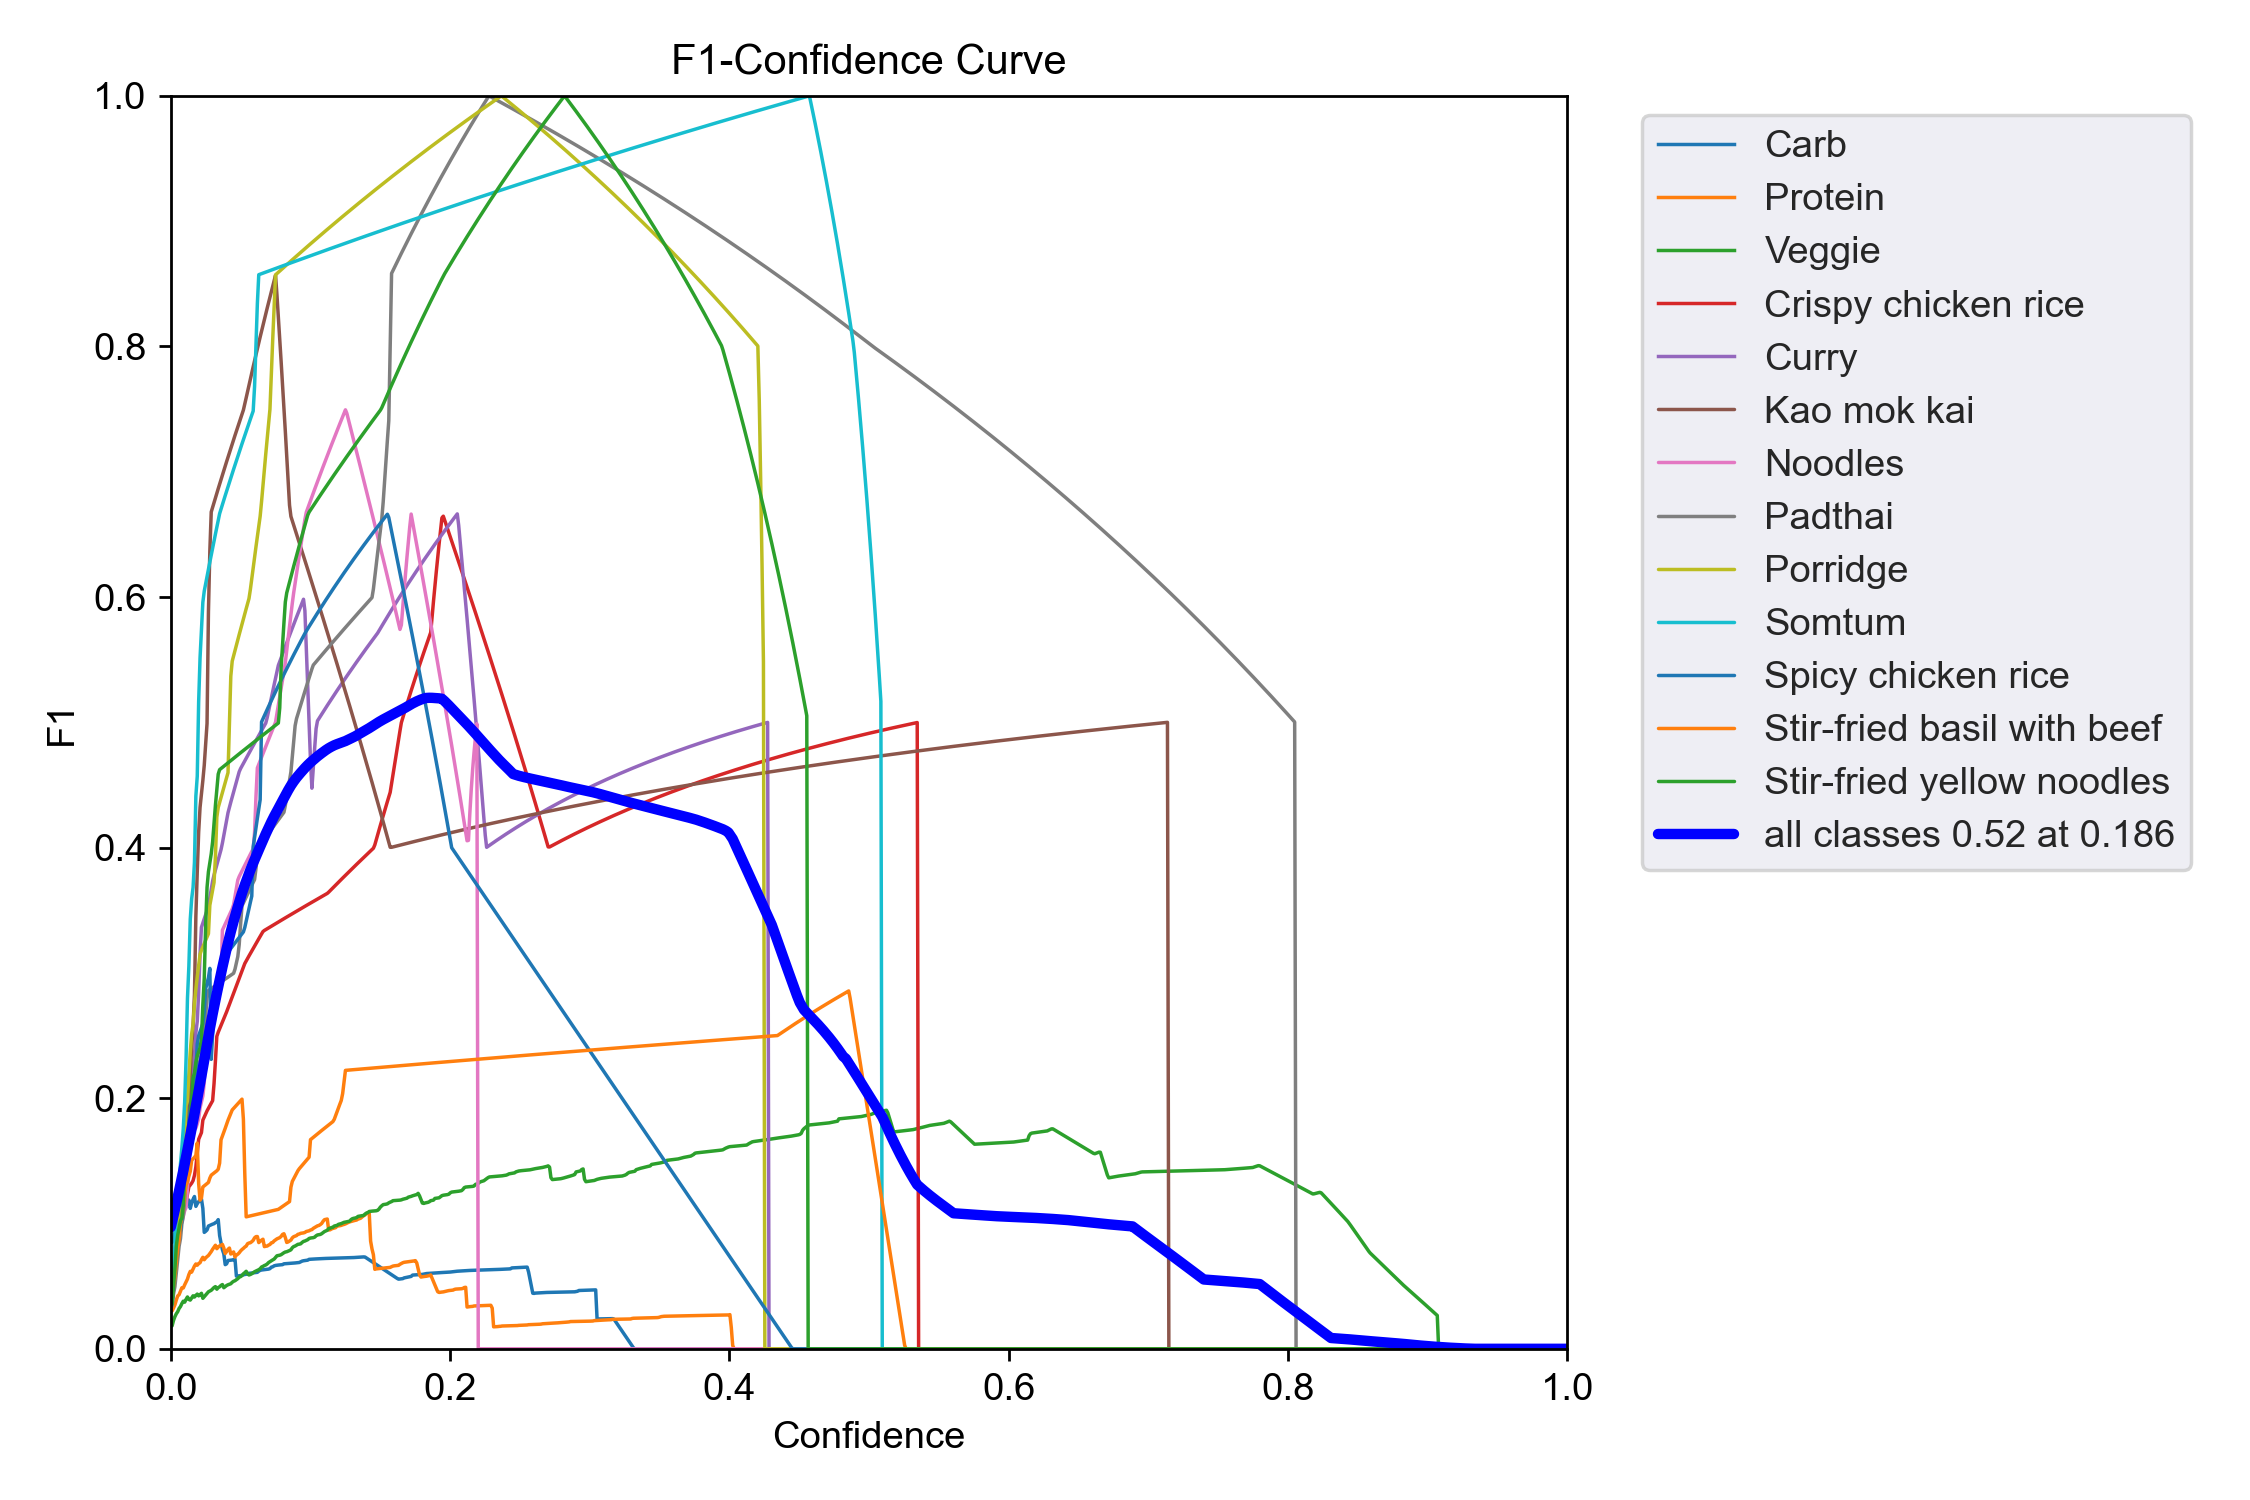 F1-Confidence Curve
1.0
0.8
0.6
0.4
0.2
0.0
F1
0.0 0.2 0.4 0.6 0.8 1.0
Confidence
Carb
Protein
Veggie
Crispy chicken rice
Curry
Kao mok kai
Noodles
Padthai
Porridge
Somtum
Spicy chicken rice
Stir-fried basil with beef
Stir-fried yellow noodles
all classes 0.52 at 0.186